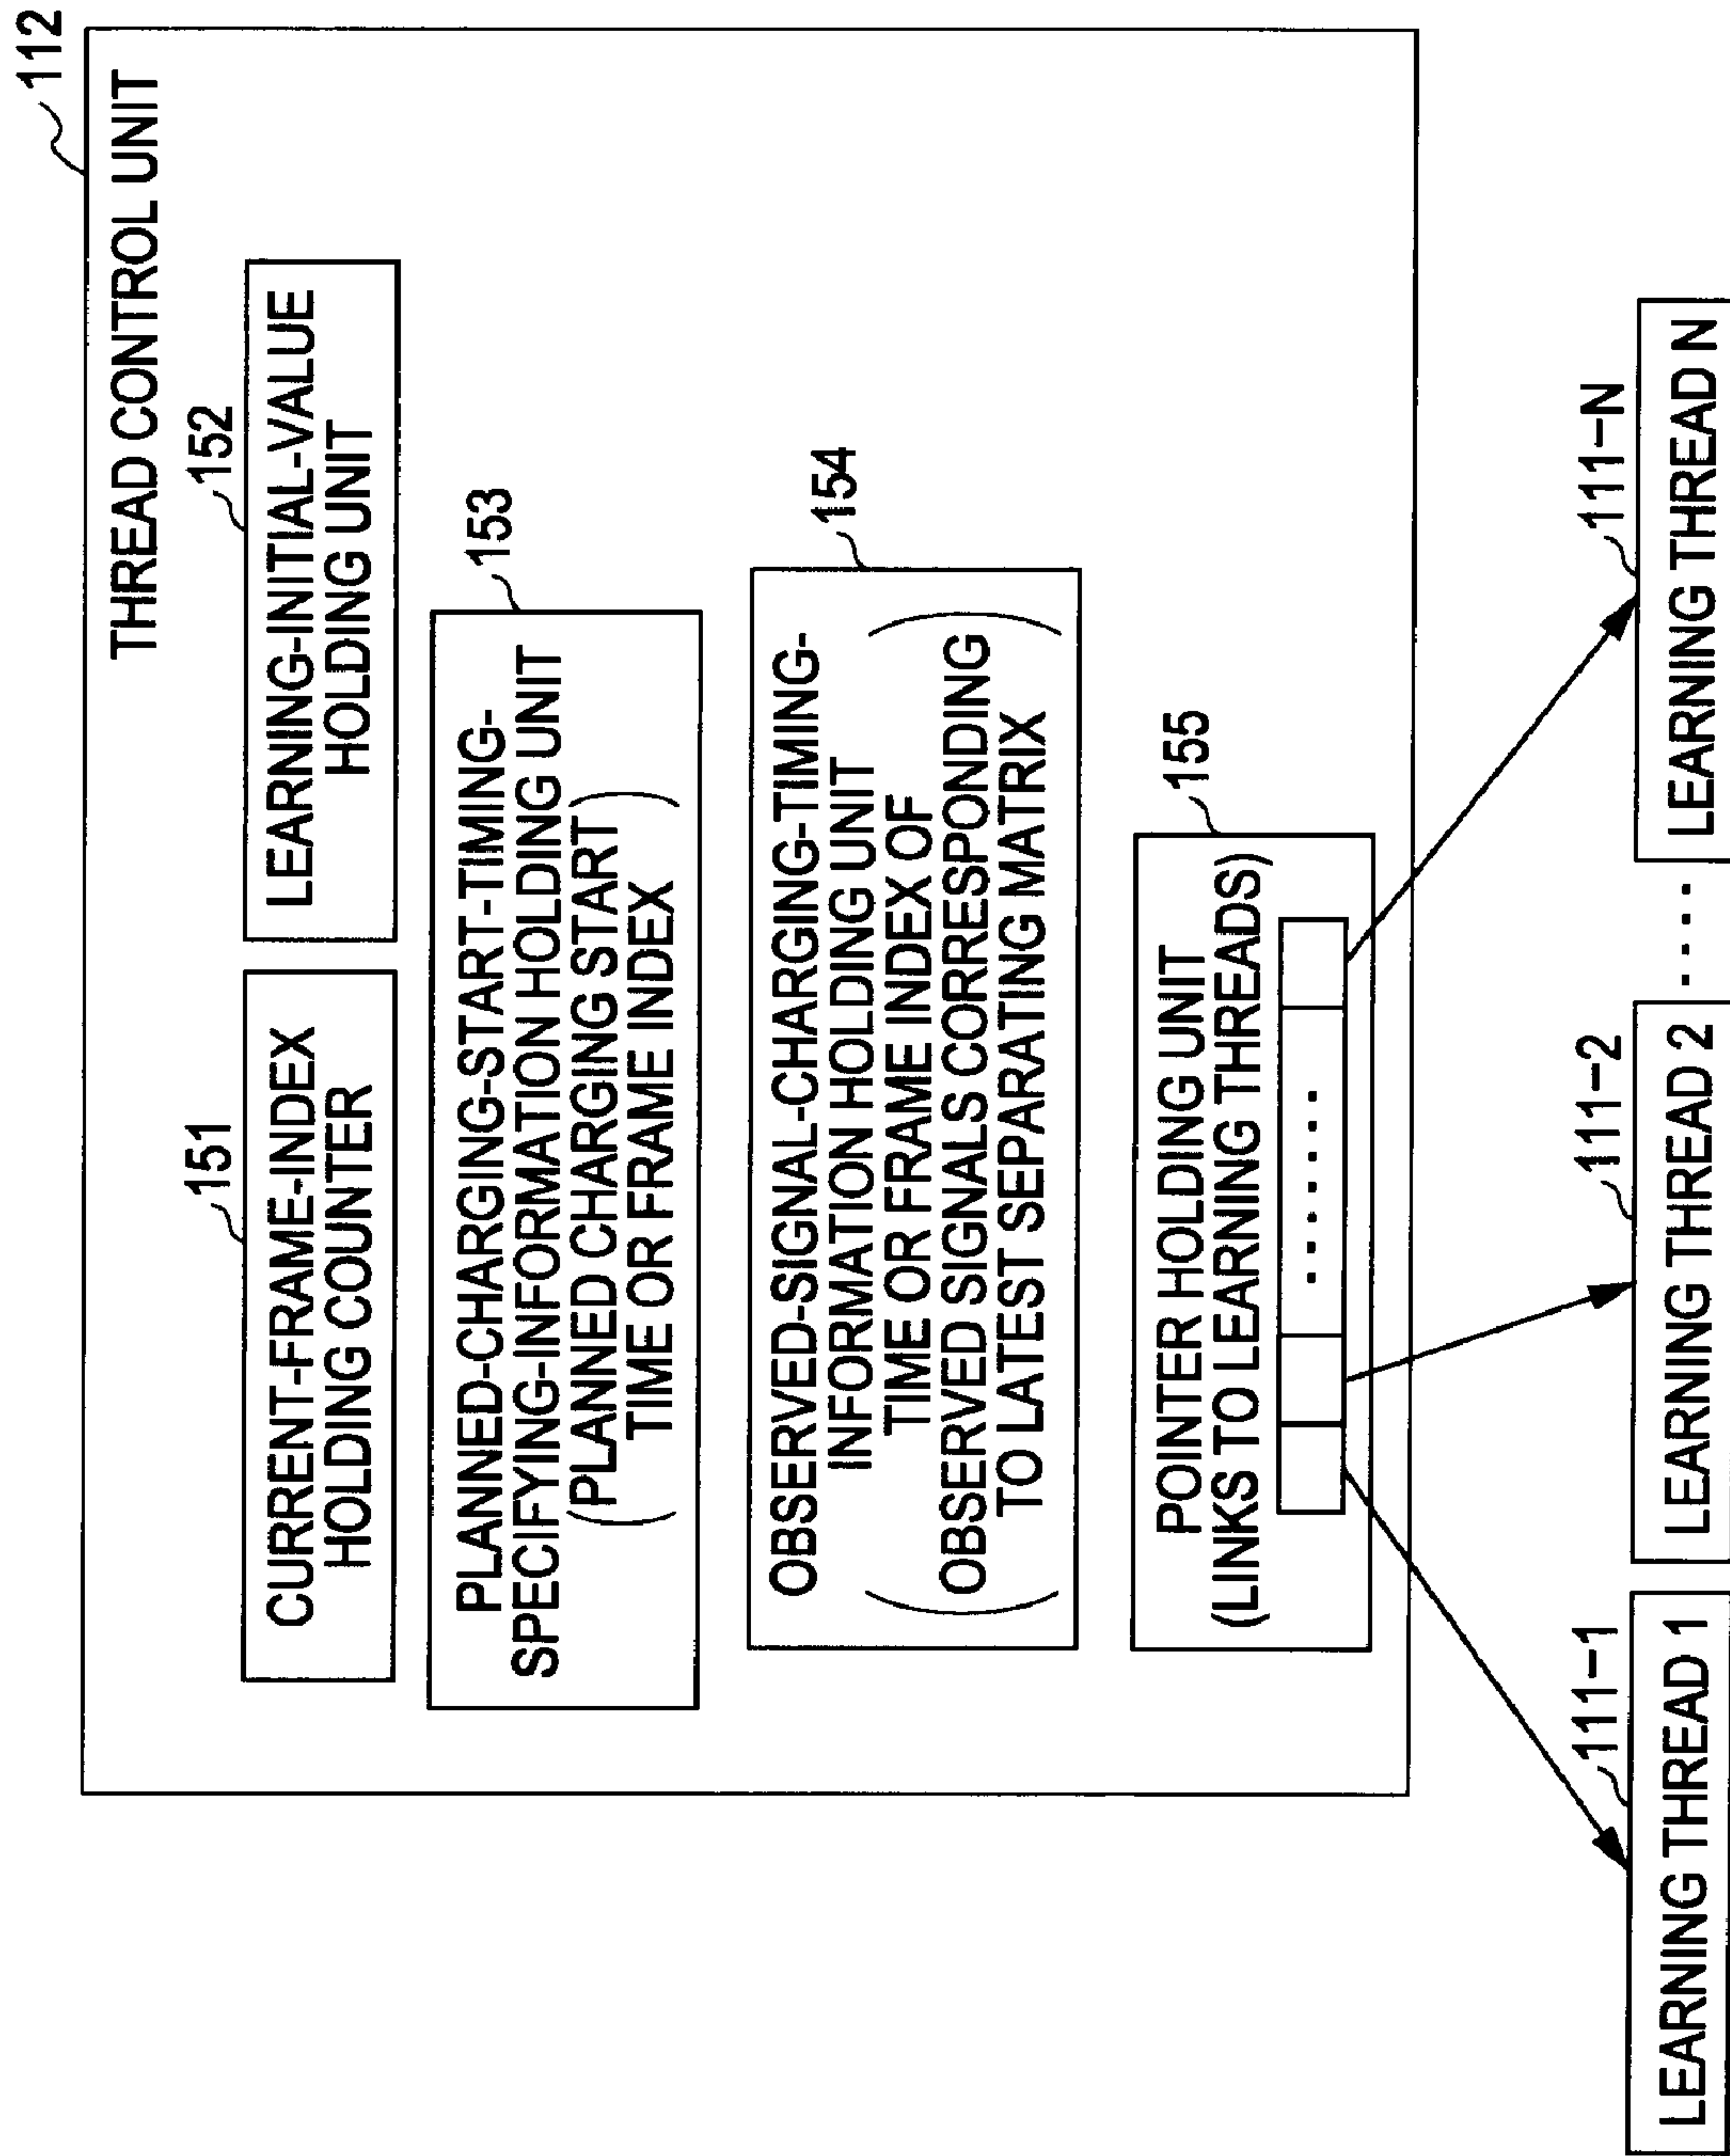 112
THREAD CONTROL UNIT
151
CURRENT-FRAME-INDEX
HOLDING COUNTER
152
LEARNING-INITIAL-VALUE
HOLDING UNIT
153
PLANNED-CHARGING-START-TIMING-
SPECIFYING-INFORMATION HOLDING UNIT
(PLANNED CHARGING START
TIME OR FRAME INDEX)
154
OBSERVED-SIGNAL-CHARGING-TIMING-
INFORMATION HOLDING UNIT
(TIME OR FRAME INDEX OF
OBSERVED SIGNALS CORRESPONDING
TO LATEST SEPARATING MATRIX)
155
POINTER HOLDING UNIT
(LINKS TO LEARNING THREADS)
......
111-1
LEARNING THREAD 1
111-2
LEARNING THREAD 2
....
111-N
LEARNING THREAD N